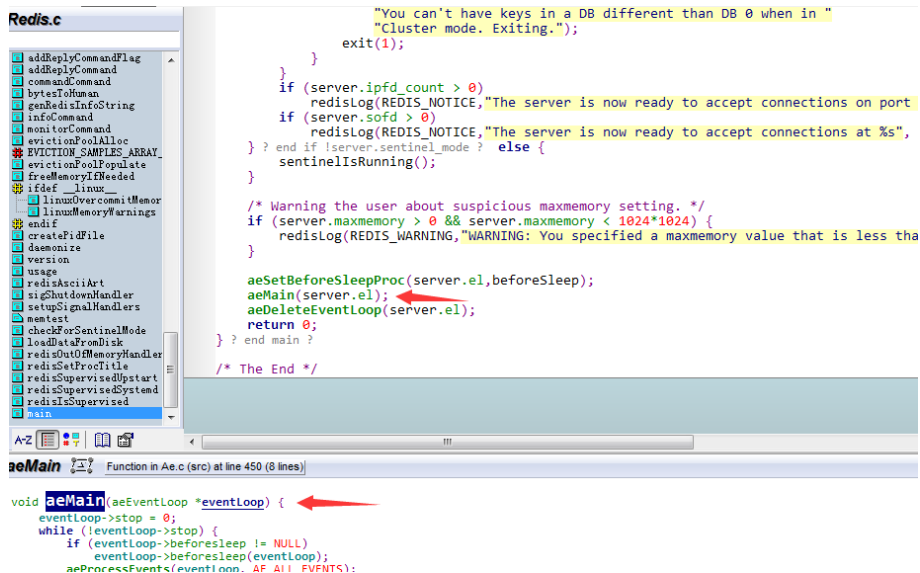 Redis.c
addReplyCommandFlag
addReplyCommand
commandCommand
bytesToHuman
genRedisInfoString
infoCommand
monitorCommand
evictionPoolAlloc
EVICTION_SAMPLES_ARRAY_
evictionPoolPopulate
freeMemoryIfNeeded
ifdef __linux__
linuxOvercommitMemor
linuxMemoryWarnings
endif
createPidFile
daemonize
version
usage
redisAsciiArt
sigShutdownHandler
setupSignalHandlers
memtest
checkForSentinelMode
loadDataFromDisk
redisOutOfMemoryHandler
redisSetProcTitle
redisSupervisedUpstart
redisSupervisedSystemd
redisIsSupervised
main
A-Z
"You can't have keys in a DB different than DB 0 when in "
"Cluster mode. Exiting.");
exit(1);
}
}
if (server.ipfd_count > 0)
redisLog(REDIS_NOTICE,"The server is now ready to accept connections on port
if (server.sofd > 0)
redisLog(REDIS_NOTICE,"The server is now ready to accept connections at %s",
} ? end if !server.sentinel_mode ? else {
sentinelIsRunning();
}
/* Warning the user about suspicious maxmemory setting. */
if (server.maxmemory > 0 && server.maxmemory < 1024*1024) {
redisLog(REDIS_WARNING,"WARNING: You specified a maxmemory value that is less tha
}
aeSetBeforeSleepProc(server.el,beforeSleep);
aeMain(server.el);
aeDeleteEventLoop(server.el);
return 0;
} ? end main ?
/* The End */
aeMain Function in Ae.c (src) at line 450 (8 lines)
void aeMain(aeEventLoop *eventLoop) {
eventLoop->stop = 0;
while (!eventLoop->stop) {
if (eventLoop->beforesleep != NULL)
eventLoop->beforesleep(eventLoop);
aeProcessEvents(eventLoop, AE_ALL_EVENTS);